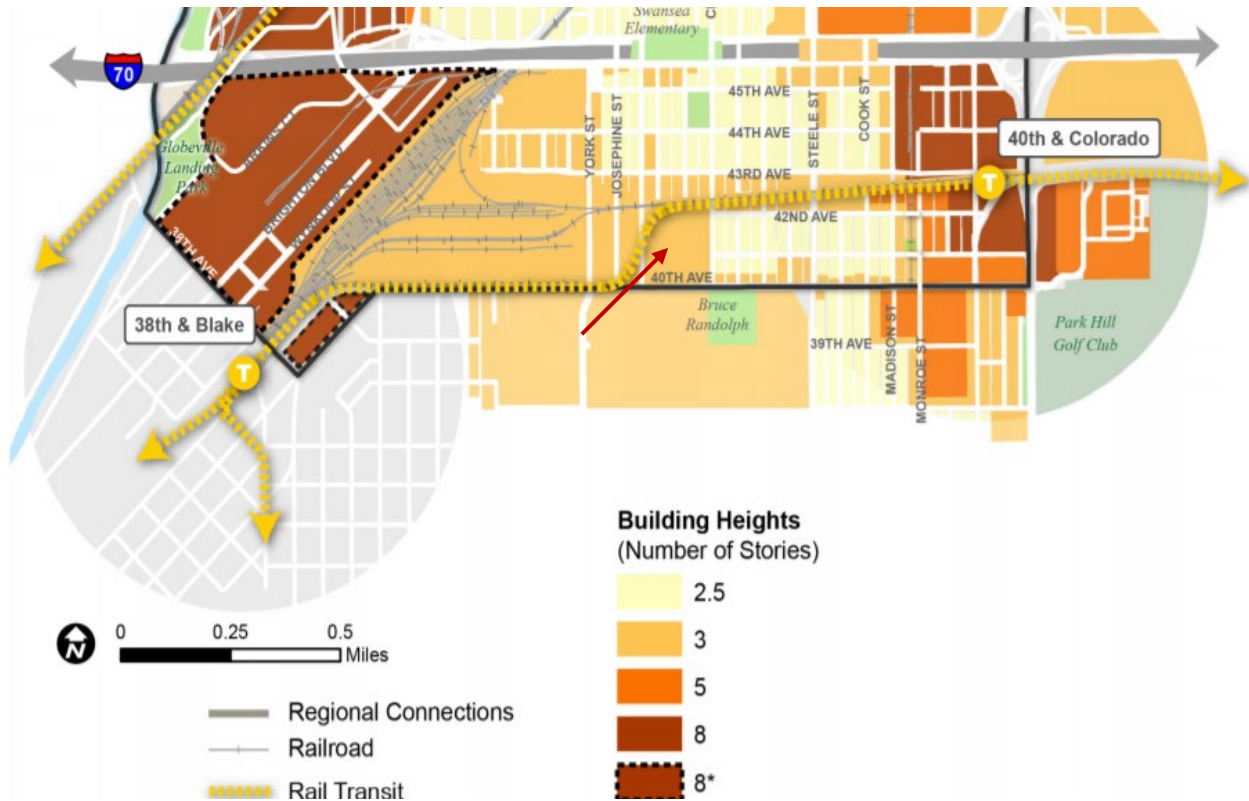 Swansea
Elementary
C
70
45TH AVE
44TH AVE
43RD AVE
42ND AVE
40TH AVE
39TH AVE
YORK ST
JOSEPHINE ST
STEELE ST
COOK ST
MADISON ST
MONROE ST
40th & Colorado
T
Globeville
Landing
Park
BRIGHTON BLVD
WYNKOOP ST
38TH AVE
38th & Blake
T
Bruce
Randolph
Park Hill
Golf Club
N
0 0.25 0.5
Miles
Regional Connections
Railroad
Rail Transit
Building Heights
(Number of Stories)
2.5
3
5
8
8*